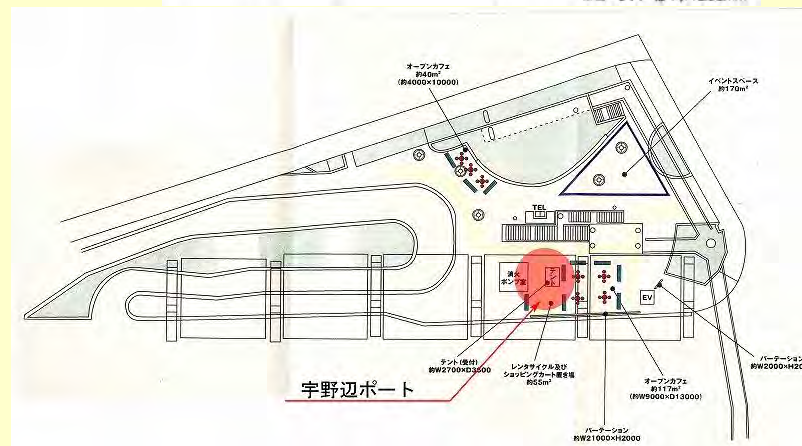 オープンカフェ
約40m²
(約4000×10000)
イベントスペース
約170m²
TEL
消火
ポンプ室
テント
EV
テント(受付)
約W2700×D3500
レンタサイクル及び
ショッピングカート置き場
約55m²
宇野辺ポート
オープンカフェ
約117m²
(約W9000×D13000)
パーテーション
約W2000×H20
パーテーション
約W21000×H2000